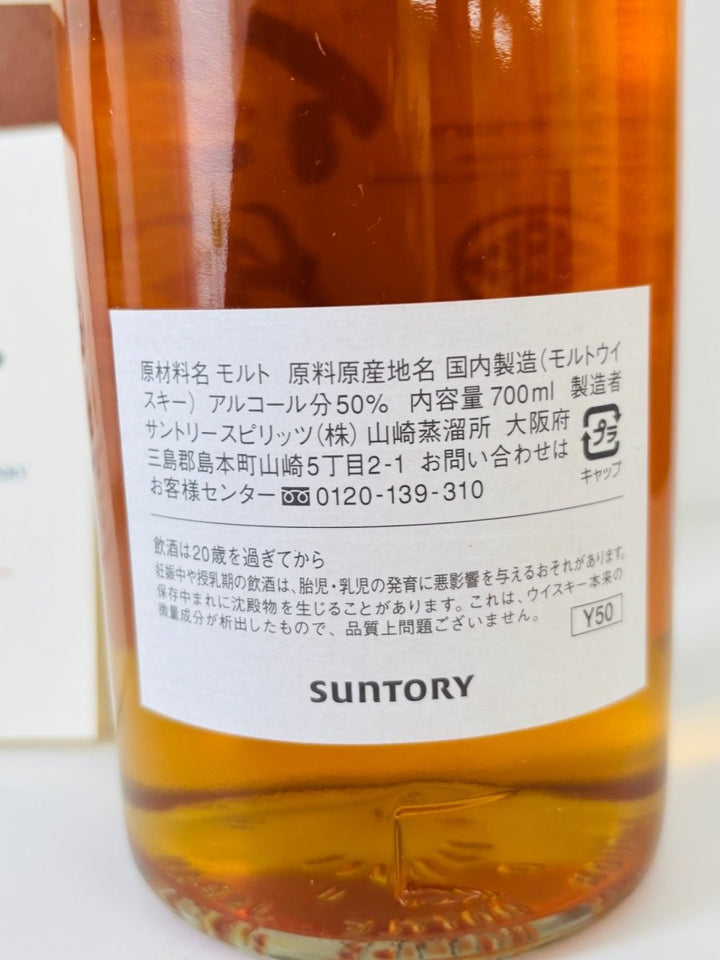 原材料名 モルト 原料原産地名 国内製造(モルトウイ
スキー) アルコール分50% 内容量700ml 製造者
サントリースピリッツ(株) 山崎蒸溜所 大阪府
三島郡島本町山崎5丁目2-1 お問い合わせは
お客様センター 0120-139-310
プラ
キャップ
飲酒は20歳を過ぎてから
妊娠中や授乳期の飲酒は、胎児・乳児の発育に悪影響を与えるおそれがあります。
保存中まれに沈殿物を生じることがあります。これは、ウイスキー本来の
微量成分が析出したもので、品質上問題ございません。
Y50
SUNTORY